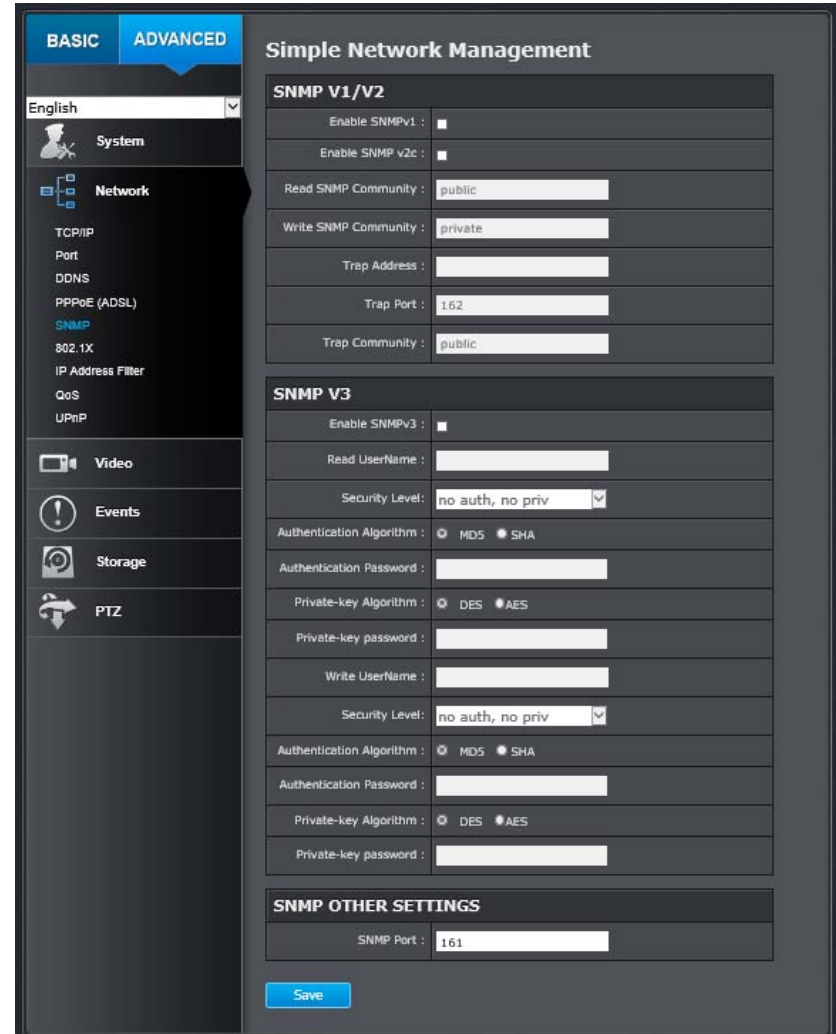 BASIC ADVANCED
English
System
Network
TCP/IP
Port
DDNS
PPPoE (ADSL)
SNMP
802.1X
IP Address Filter
QoS
UPnP
Video
Events
Storage
PTZ
Simple Network Management
SNMP V1/V2
Enable SNMPv1 :
Enable SNMP v2c :
Read SNMP Community : public
Write SNMP Community : private
Trap Address :
Trap Port : 162
Trap Community : public
SNMP V3
Enable SNMPv3 :
Read UserName :
Security Level: no auth, no priv
Authentication Algorithm : MD5 SHA
Authentication Password :
Private-key Algorithm : DES AES
Private-key password :
Write UserName :
Security Level: no auth, no priv
Authentication Algorithm : MD5 SHA
Authentication Password :
Private-key Algorithm : DES AES
Private-key password :
SNMP OTHER SETTINGS
SNMP Port : 161
Save